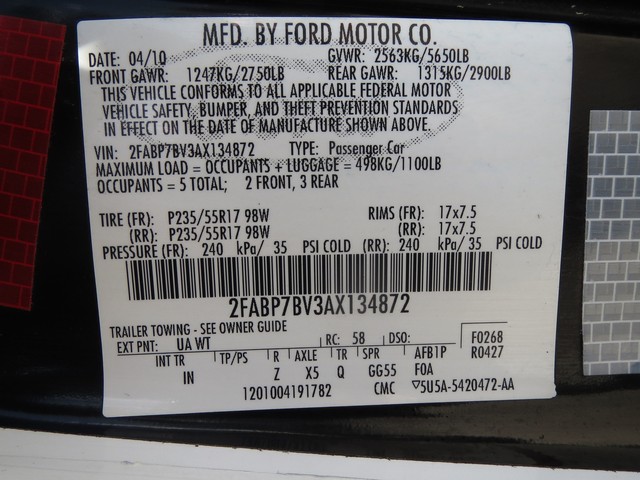 MFD. BY FORD MOTOR CO.
DATE: 04/10 GVWR: 2563KG/5650LB
FRONT GAWR: 1247KG/2750LB REAR GAWR: 1315KG/2900LB
THIS VEHICLE CONFORMS TO ALL APPLICABLE FEDERAL MOTOR
VEHICLE SAFETY, BUMPER, AND THEFT PREVENTION STANDARDS
IN EFFECT ON THE DATE OF MANUFACTURE SHOWN ABOVE.
VIN: 2FABP7BV3AX134872 TYPE: Passenger Car
MAXIMUM LOAD = OCCUPANTS + LUGGAGE = 498KG/1100LB
OCCUPANTS = 5 TOTAL; 2 FRONT, 3 REAR
TIRE (FR): P235/55R17 98W RIMS (FR): 17x7.5
(RR): P235/55R17 98W (RR): 17x7.5
PRESSURE (FR): 240 kPa/ 35 PSI COLD (RR): 240 kPa/ 35 PSI COLD
2FABP7BV3AX134872
TRAILER TOWING - SEE OWNER GUIDE
EXT PNT: UA WT RC: 58 DSO: F0268
INT TR TP/PS R AXLE TR SPR AFB1P R0427
IN Z X5 Q GG55 FOA
1201004191782 CMC ▽5U5A-5420472-AA